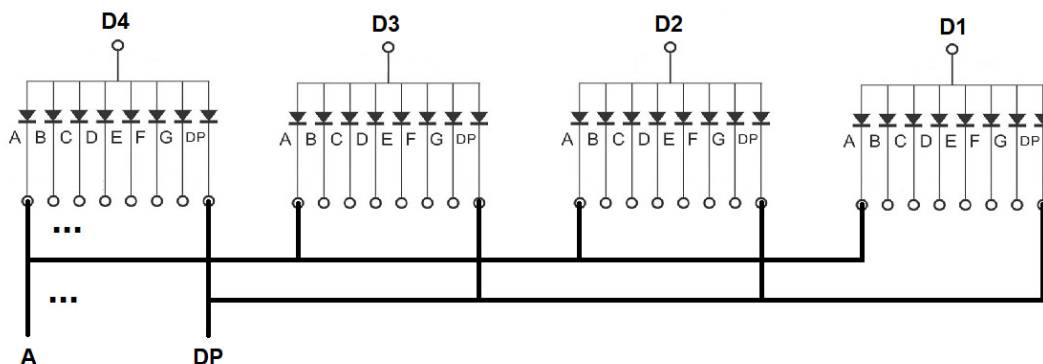 D4 D3 D2 D1
A B C D E F G DP A B C D E F G DP A B C D E F G DP A B C D E F G DP
...
...
A DP